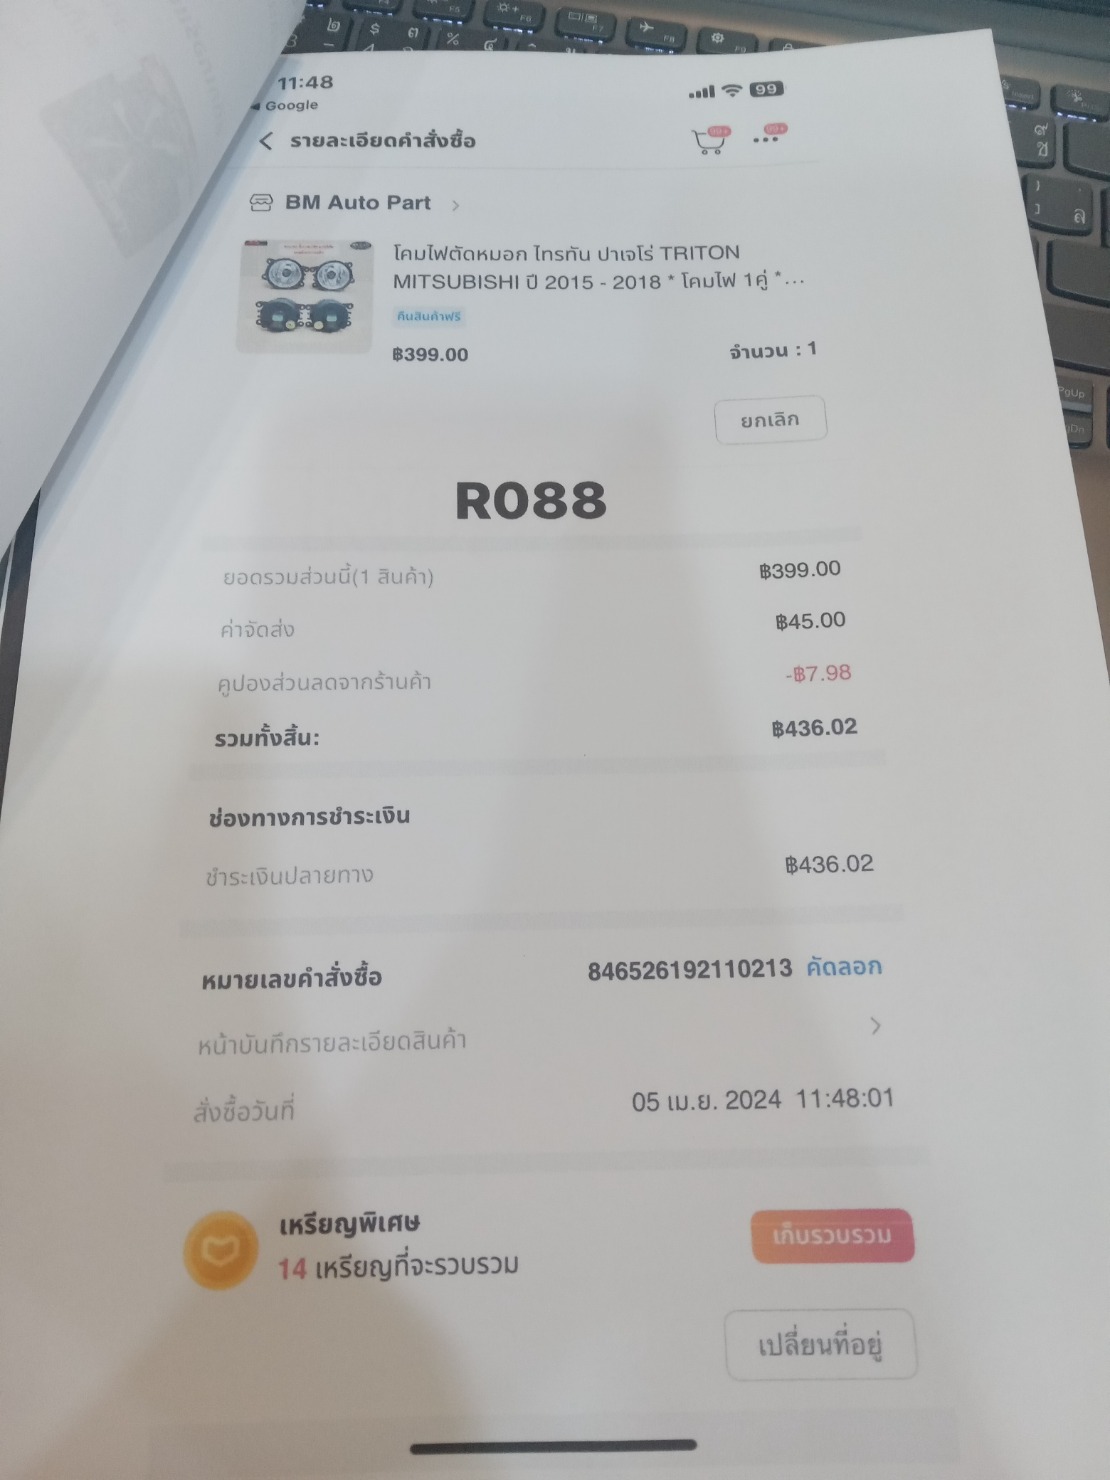 11:48
99
Google
รายละเอียดคำสั่งซื้อ
99+
99+
BM Auto Part
โคมไฟตัดหมอก ไทรทัน ปาเจโร่ TRITON
MITSUBISHI ปี 2015 - 2018 * โคมไฟ 1คู่ *...
คืนสินค้าฟรี
฿399.00
จำนวน : 1
ยกเลิก
R088
ยอดรวมส่วนนี้(1 สินค้า)
฿399.00
ค่าจัดส่ง
฿45.00
คูปองส่วนลดจากร้านค้า
-฿7.98
รวมทั้งสิ้น:
฿436.02
ช่องทางการชำระเงิน
ชำระเงินปลายทาง
฿436.02
หมายเลขคำสั่งซื้อ
846526192110213 คัดลอก
หน้าบันทึกรายละเอียดสินค้า
สั่งซื้อวันที่
05 เม.ย. 2024 11:48:01
เหรียญพิเศษ
14 เหรียญที่จะรวบรวม
เก็บรวบรวม
เปลี่ยนที่อยู่